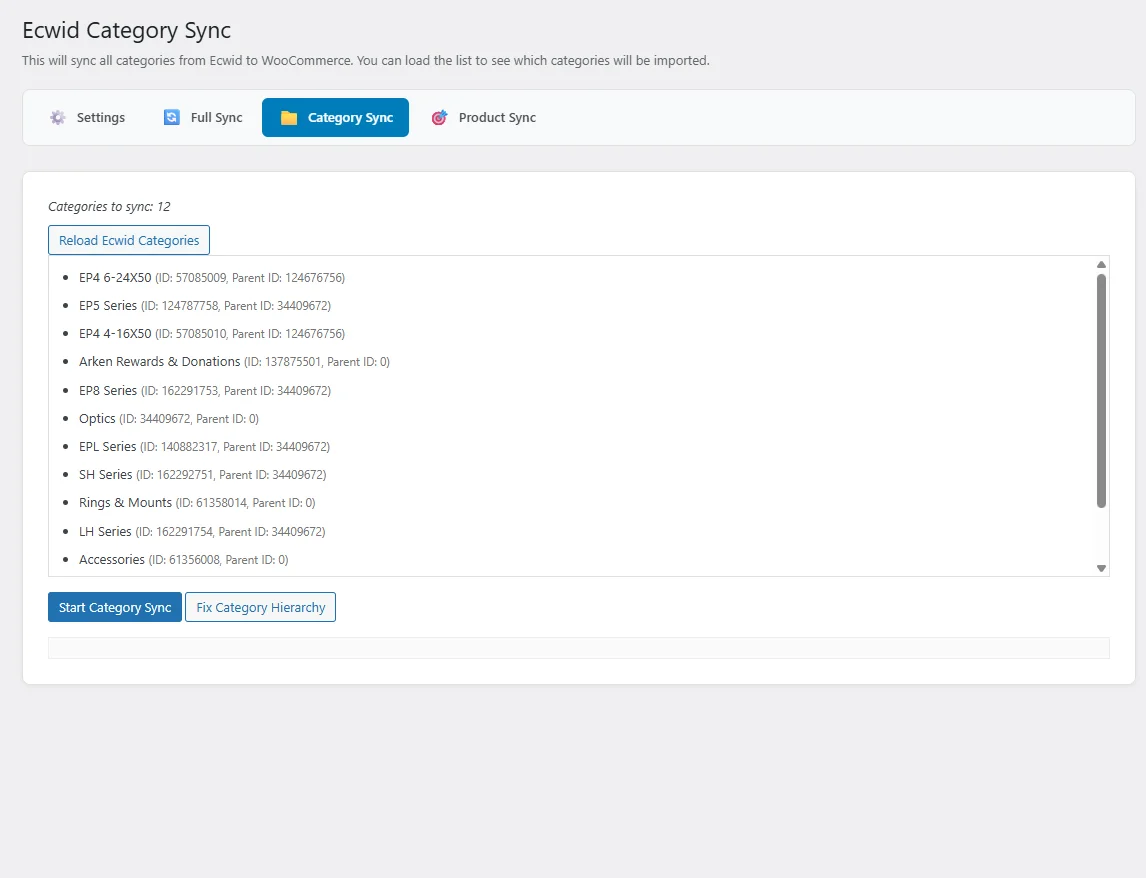 Ecwid Category Sync
This will sync all categories from Ecwid to WooCommerce. You can load the list to see which categories will be imported.
Settings Full Sync Category Sync Product Sync
Categories to sync: 12
Reload Ecwid Categories
EP4 6-24X50 (ID: 57085009, Parent ID: 124676756)
EP5 Series (ID: 124787758, Parent ID: 34409672)
EP4 4-16X50 (ID: 57085010, Parent ID: 124676756)
Arken Rewards & Donations (ID: 137875501, Parent ID: 0)
EP8 Series (ID: 162291753, Parent ID: 34409672)
Optics (ID: 34409672, Parent ID: 0)
EPL Series (ID: 140882317, Parent ID: 34409672)
SH Series (ID: 162292751, Parent ID: 34409672)
Rings & Mounts (ID: 61358014, Parent ID: 0)
LH Series (ID: 162291754, Parent ID: 34409672)
Accessories (ID: 61356008, Parent ID: 0)
Start Category Sync Fix Category Hierarchy